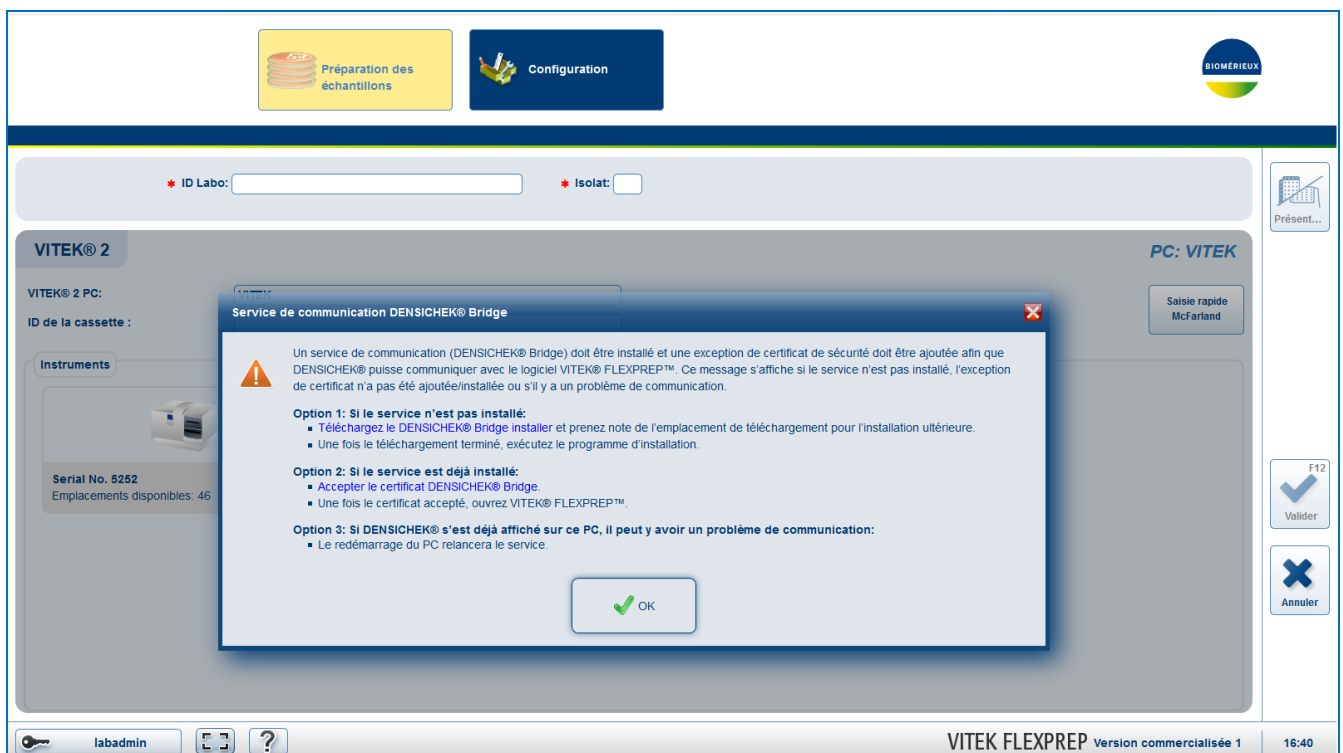 Préparation des
échantillons
Configuration
BIOMÉRIEUX
* ID Labo:
* Isolat:
Présent...
VITEK® 2
PC: VITEK
VITEK® 2 PC:
VITEK
Saisie rapide
McFarland
ID de la cassette :
Instruments
Serial No. 5252
Emplacements disponibles: 46
Service de communication DENSICHEK® Bridge
Un service de communication (DENSICHEK® Bridge) doit être installé et une exception de certificat de sécurité doit être ajoutée afin que
DENSICHEK® puisse communiquer avec le logiciel VITEK® FLEXPREP™. Ce message s'affiche si le service n'est pas installé, l'exception
de certificat n'a pas été ajoutée/installée ou s'il y a un problème de communication.
Option 1: Si le service n'est pas installé:
▪ Téléchargez le DENSICHEK® Bridge installer et prenez note de l'emplacement de téléchargement pour l'installation ultérieure.
▪ Une fois le téléchargement terminé, exécutez le programme d'installation.
Option 2: Si le service est déjà installé:
▪ Accepter le certificat DENSICHEK® Bridge.
▪ Une fois le certificat accepté, ouvrez VITEK® FLEXPREP™.
Option 3: Si DENSICHEK® s'est déjà affiché sur ce PC, il peut y avoir un problème de communication:
▪ Le redémarrage du PC relancera le service.
OK
F12
Valider
Annuler
labadmin
?
VITEK FLEXPREP Version commercialisée 1
16:40